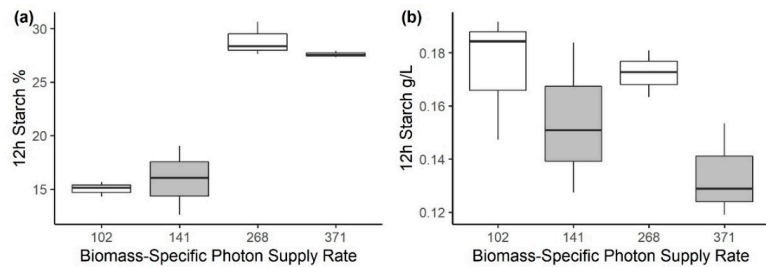 (a)
12h Starch %
30
25
20
15
102 141 268 371
Biomass-Specific Photon Supply Rate
(b)
12h Starch g/L
0.18
0.16
0.14
0.12
102 141 268 371
Biomass-Specific Photon Supply Rate